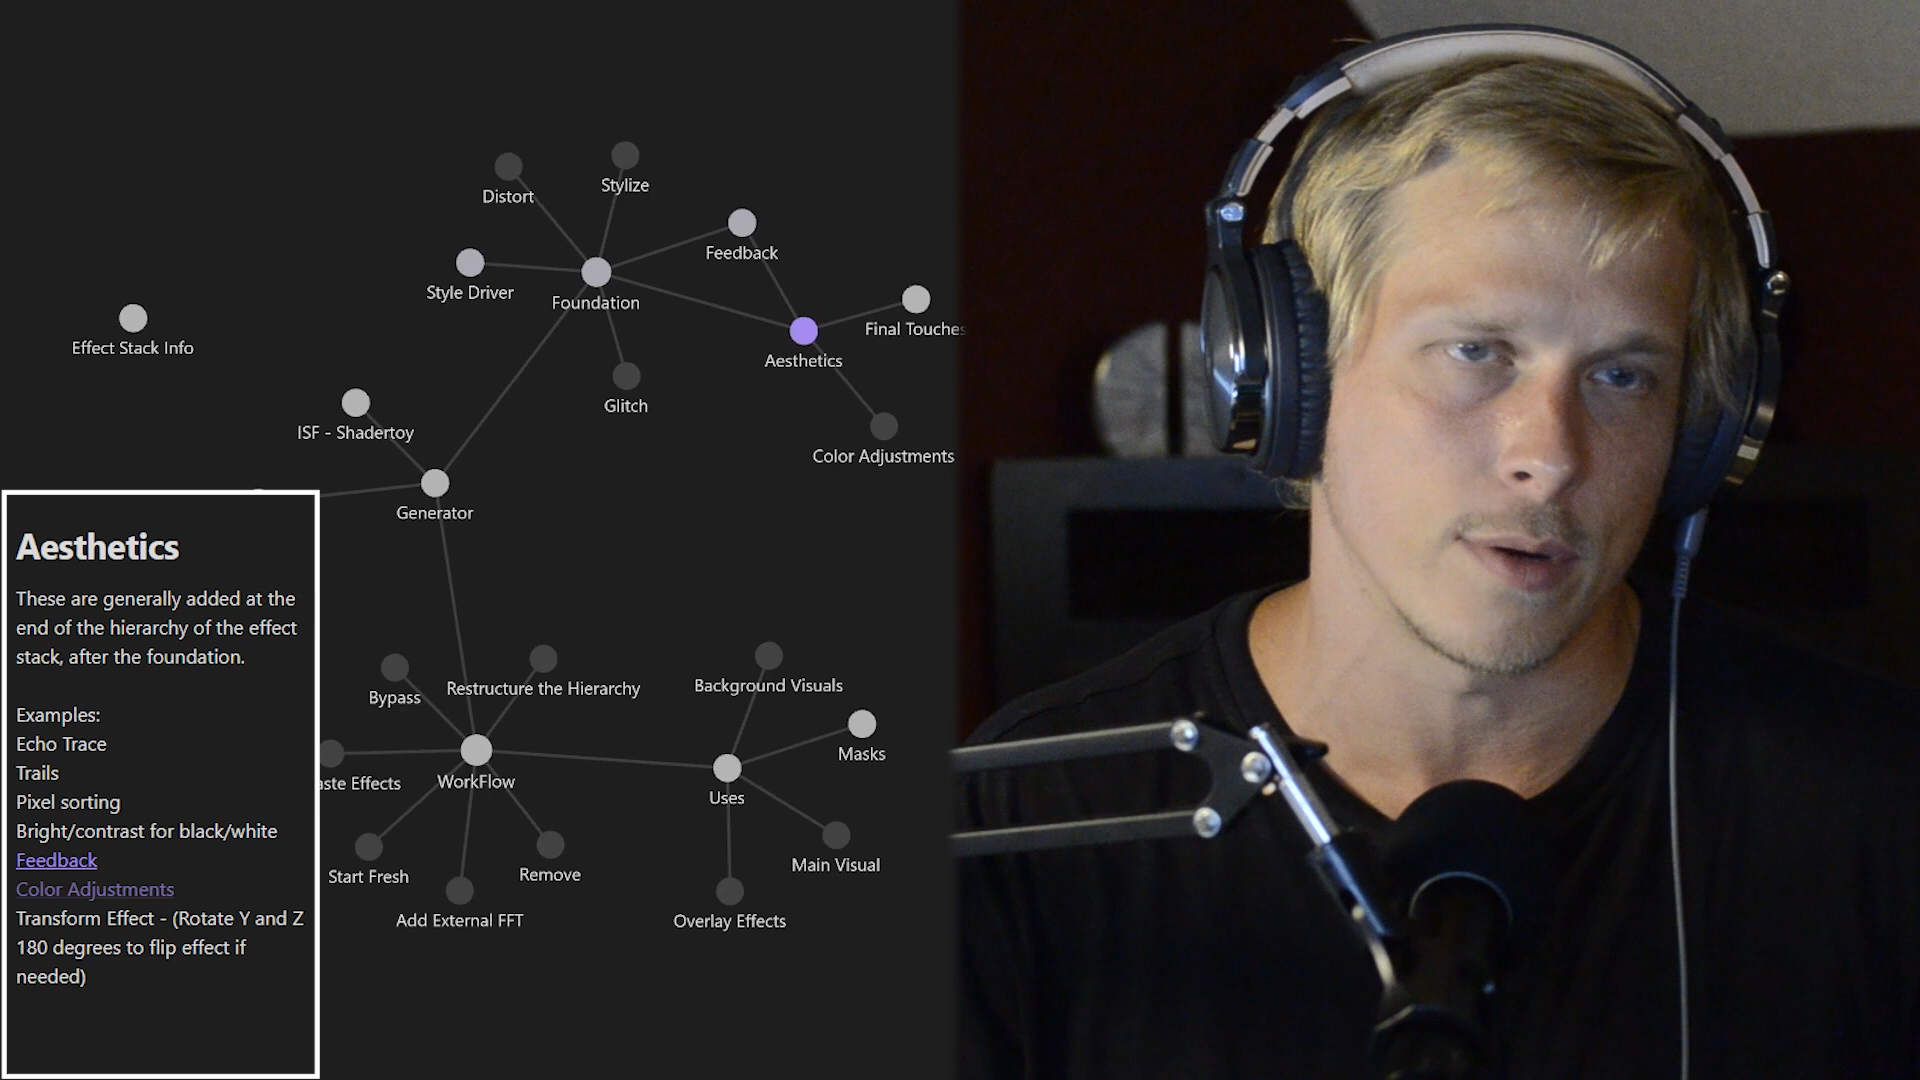 Distort
Stylize
Feedback
Style Driver
Foundation
Final Touches
Effect Stack Info
Aesthetics
Glitch
ISF - Shadertoy
Color Adjustments
Generator
Aesthetics
These are generally added at the
end of the hierarchy of the effect
stack, after the foundation.
Examples:
Echo Trace
Trails
Pixel sorting
Bright/contrast for black/white
Feedback
Color Adjustments
Transform Effect - (Rotate Y and Z
180 degrees to flip effect if
needed)
Bypass
Restructure the Hierarchy
Background Visuals
Masks
Effects
WorkFlow
Uses
Main Visual
Start Fresh
Remove
Add External FFT
Overlay Effects